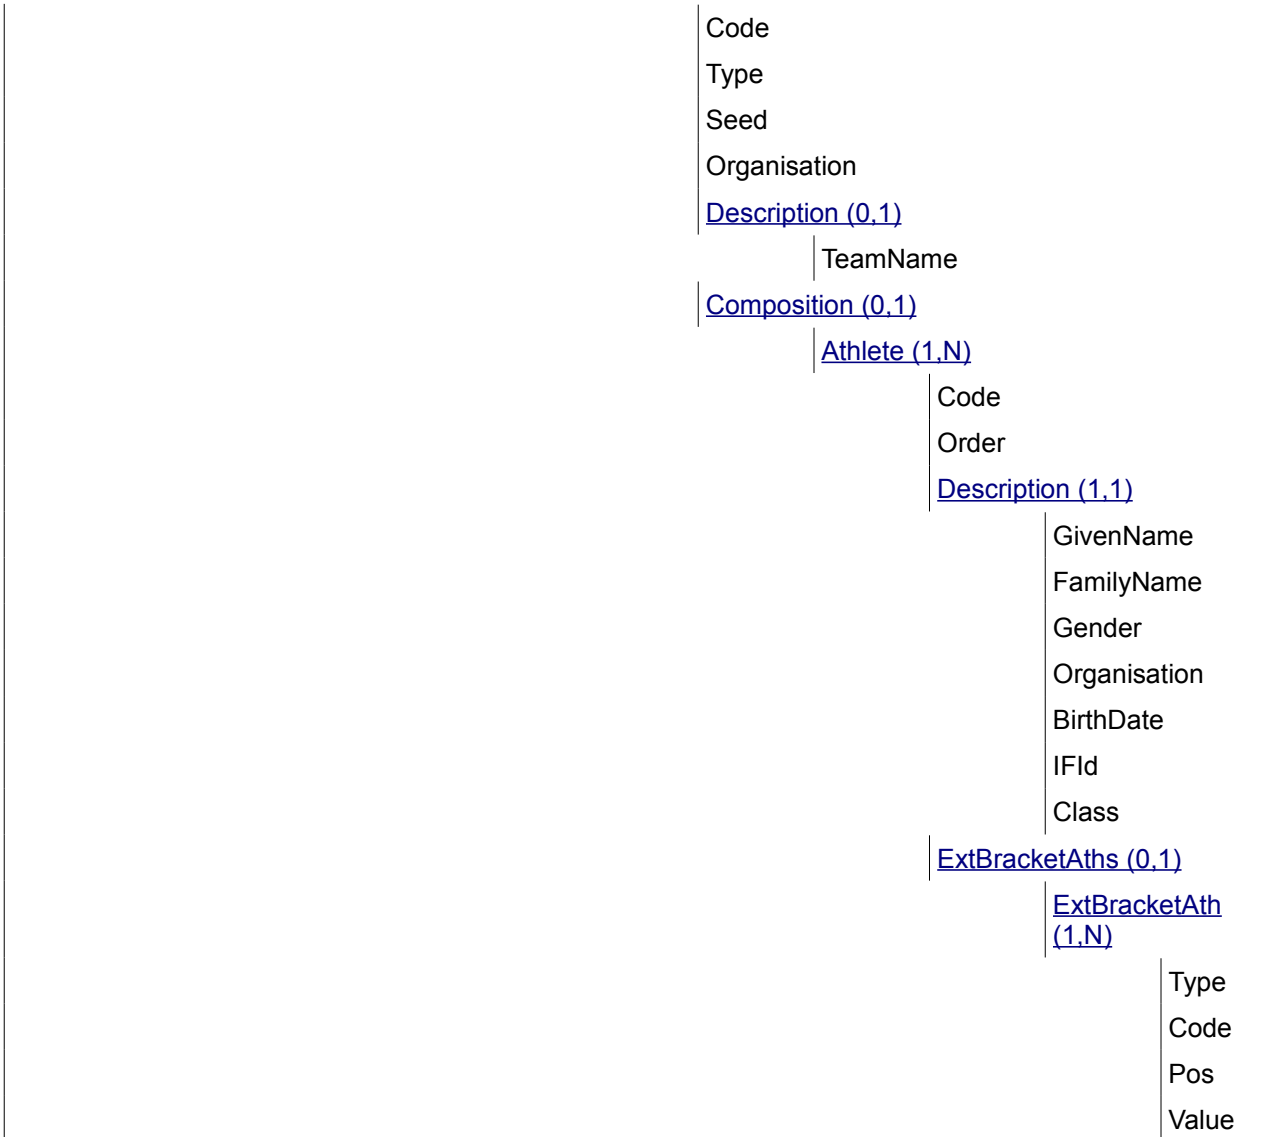 Code
Type
Seed
Organisation
Description (0,1)
TeamName
Composition (0,1)
Athlete (1,N)
Code
Order
Description (1,1)
GivenName
FamilyName
Gender
Organisation
BirthDate
IFId
Class
ExtBracketAths (0,1)
ExtBracketAth
(1,N)
Type
Code
Pos
Value